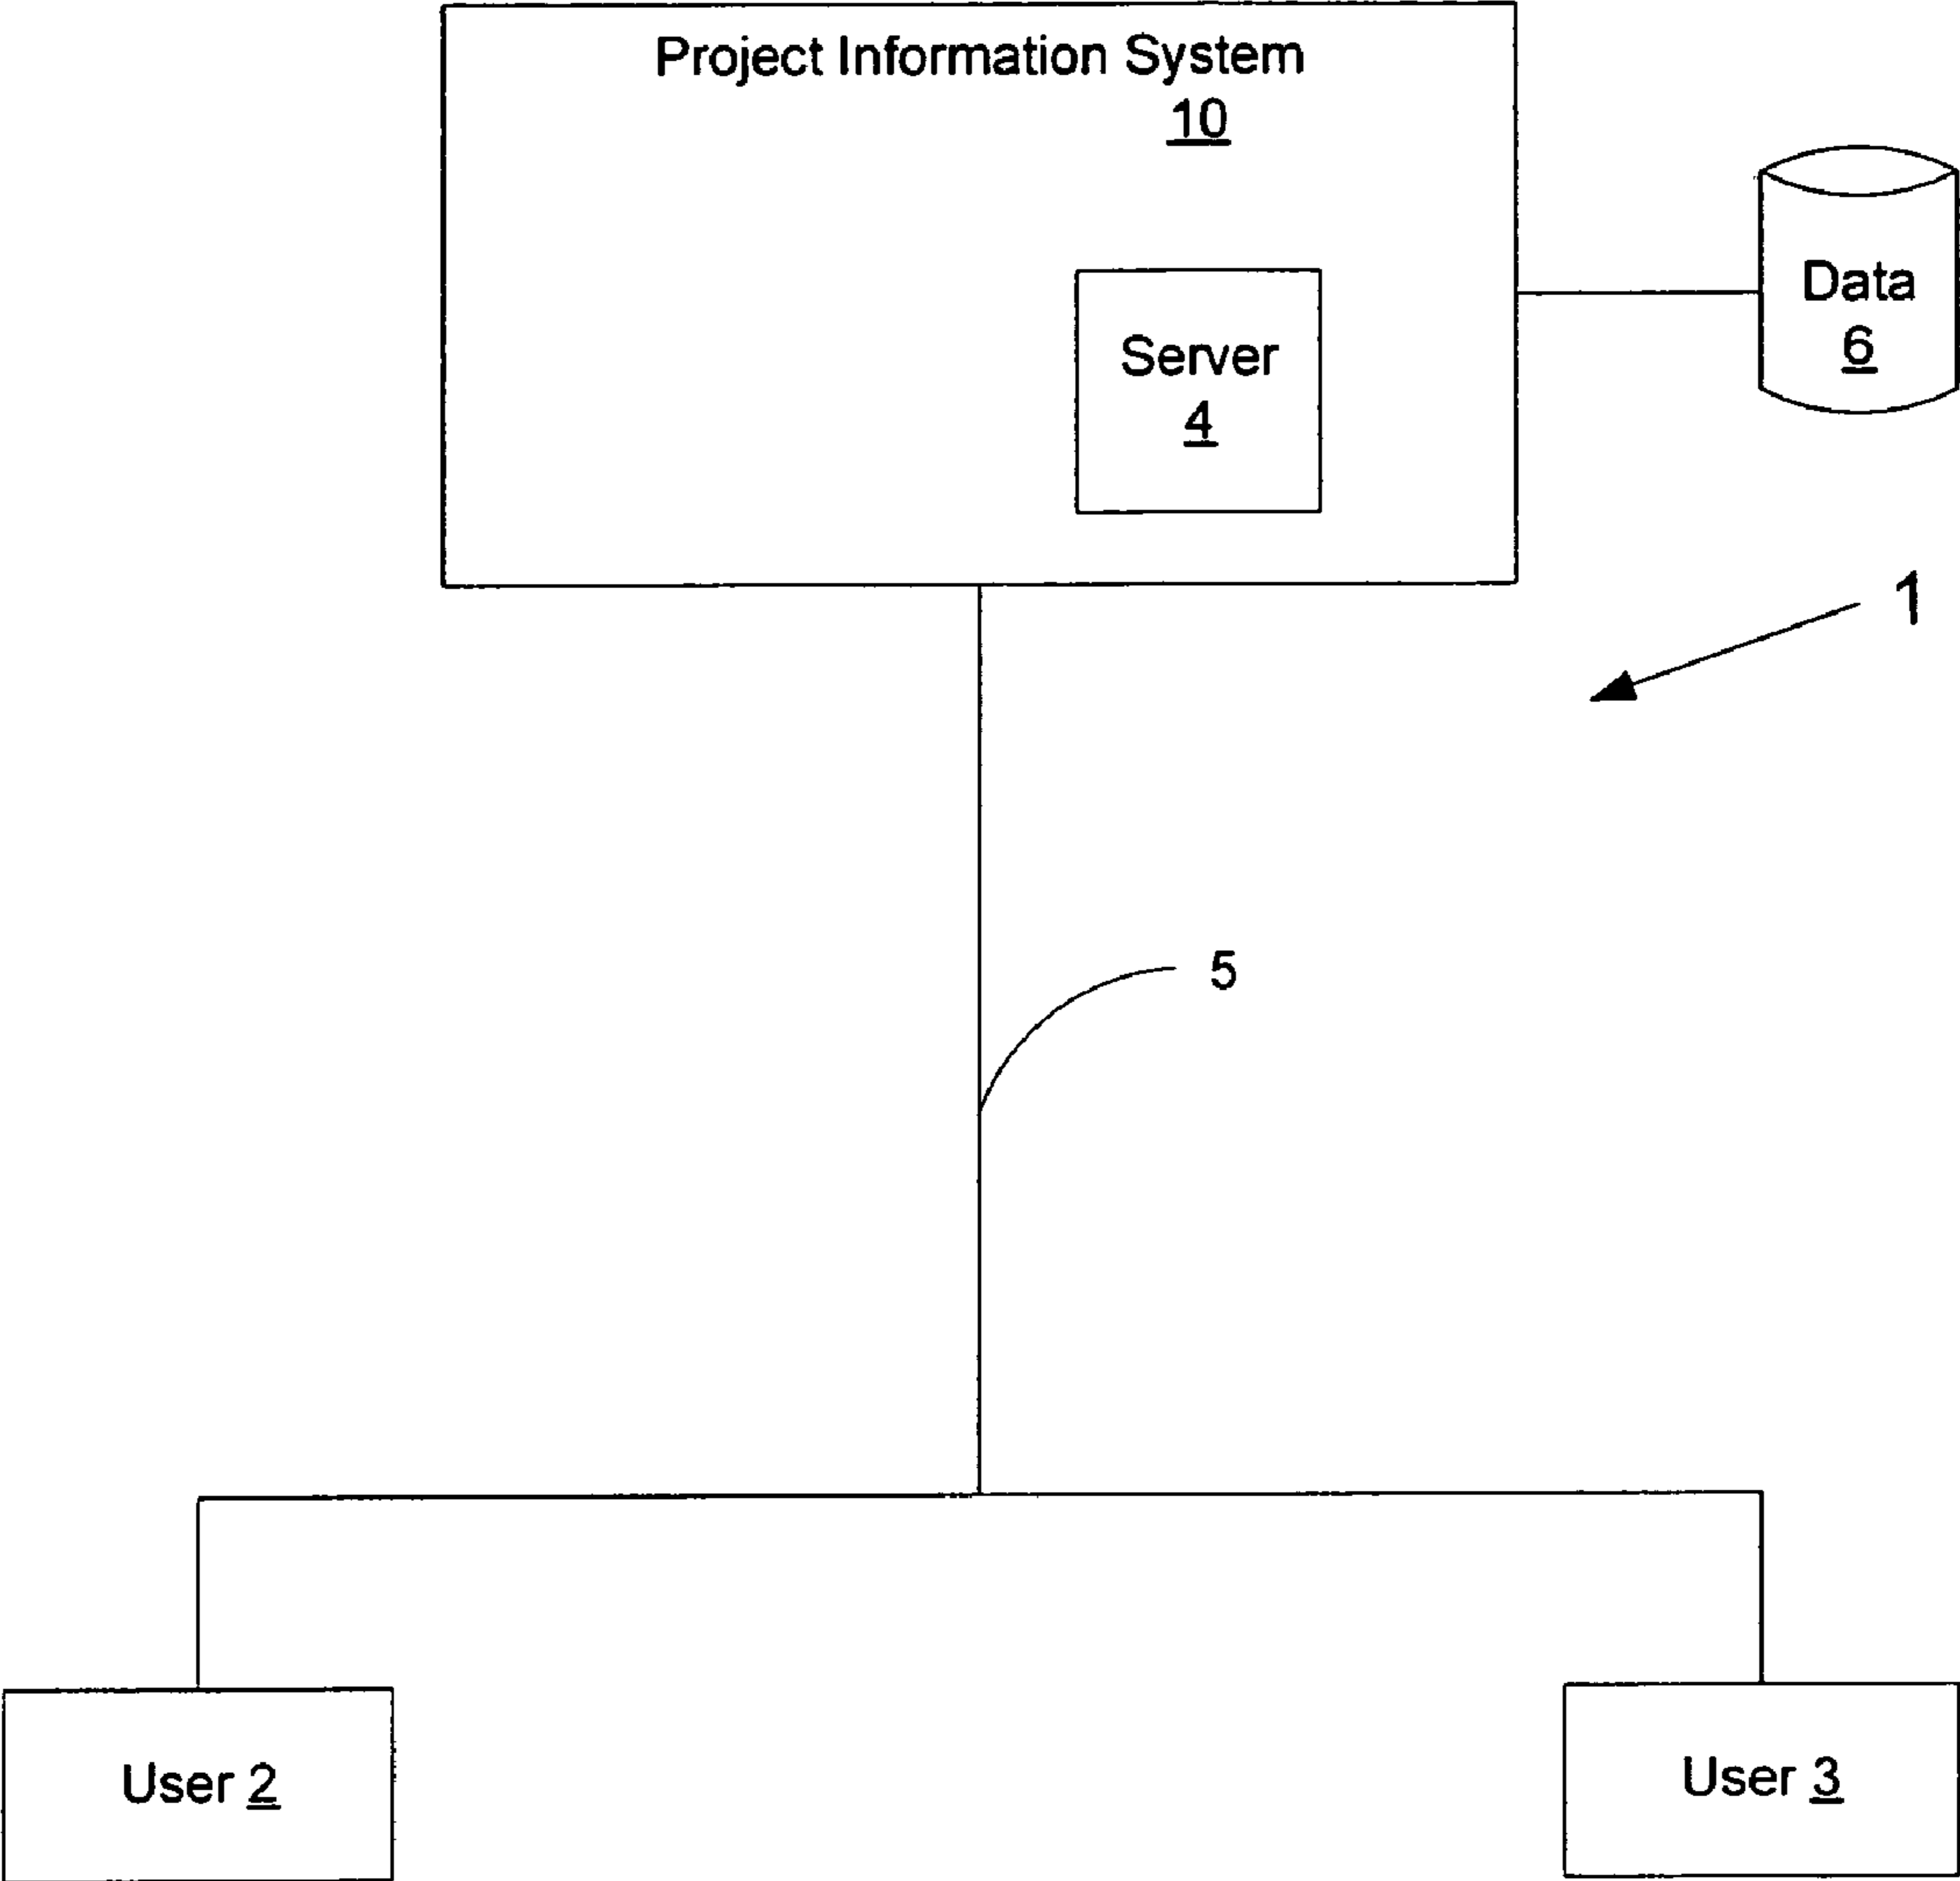 Project Information System
10
Data
6
Server
4
1
5
User 2
User 3